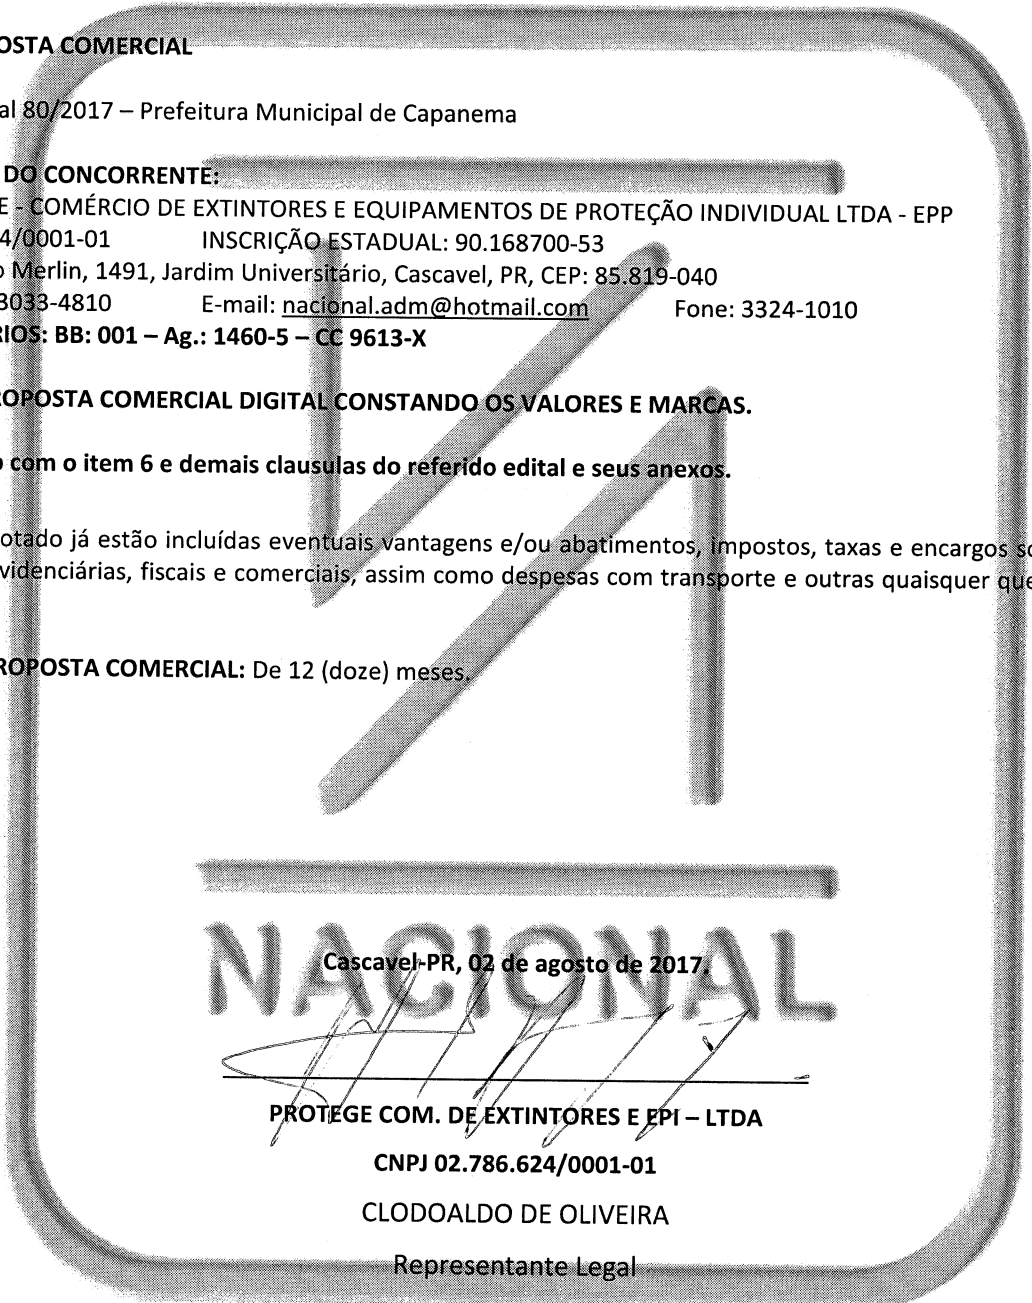 OSTA COMERCIAL
al 80/2017 – Prefeitura Municipal de Capanema
DO CONCORRENTE:
E - COMÉRCIO DE EXTINTORES E EQUIPAMENTOS DE PROTEÇÃO INDIVIDUAL LTDA - EPP
4/0001-01 INSCRIÇÃO ESTADUAL: 90.168700-53
o Merlin, 1491, Jardim Universitário, Cascavel, PR, CEP: 85.819-040
3033-4810 E-mail: nacional.adm@hotmail.com Fone: 3324-1010
RIOS: BB: 001 – Ag.: 1460-5 – CC 9613-X
ROPOSTA COMERCIAL DIGITAL CONSTANDO OS VALORES E MARCAS.
o com o item 6 e demais clausulas do referido edital e seus anexos.
otado já estão incluídas eventuais vantagens e/ou abatimentos, impostos, taxas e encargos so
videnciárias, fiscais e comerciais, assim como despesas com transporte e outras quaisquer que
ROPOSTA COMERCIAL: De 12 (doze) meses.
NACIONAL
Cascavel-PR, 02 de agosto de 2017.
PROTEGE COM. DE EXTINTORES E EPI – LTDA
CNPJ 02.786.624/0001-01
CLODOALDO DE OLIVEIRA
Representante Legal